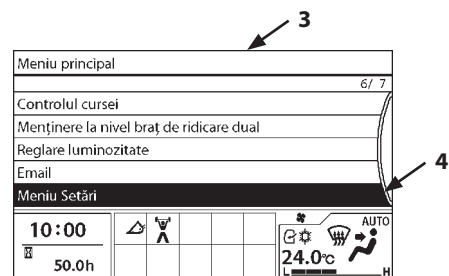 3
Meniu principal
6/ 7
Controlul cursei
Menținere la nivel braț de ridicare dual
Reglare luminozitate
Email
Meniu Setări
4
10:00
50.0h
AUTO
24.0°c
L
H